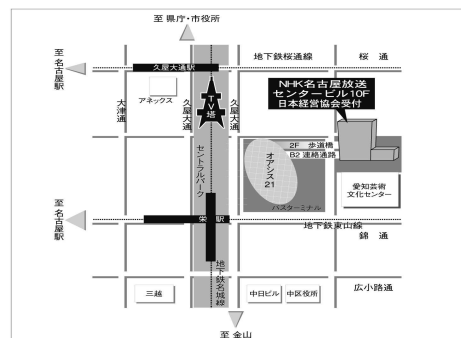 至 県庁・市役所
至 名古屋駅
久屋大通駅
地下鉄桜通線
桜 通
アネックス
大津通
久屋大通
TV塔
久屋大通
NHK名古屋放送
センタービル10F
日本経営協会受付
セントラルパーク
オアシス21
2F 歩道橋
B2 連絡通路
バスターミナル
愛知芸術
文化センター
至 名古屋駅
栄 駅
地下鉄東山線
錦 通
地下鉄名城線
三越
中日ビル
中区役所
広小路通
至 金山